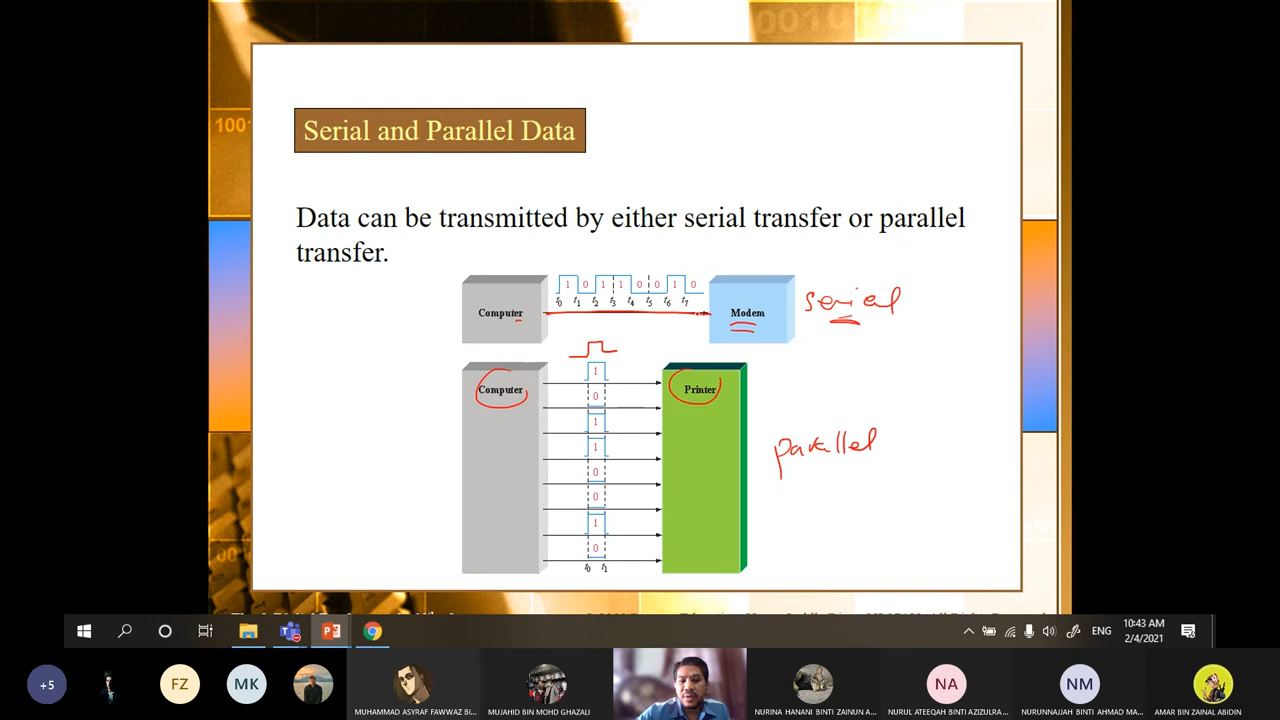 1001
1001010
Serial and Parallel Data
Data can be transmitted by either serial transfer or parallel
transfer.
1 0 1 1 0 0 1 0
t0 t1 t2 t3 t4 t5 t6 t7
Computer
Modem
serial
1
Computer
Printer
0
1
1
parallel
0
0
1
0
t0 t1
10:43 AM
ENG
2/4/2021
+5
FZ
MK
NA
NM
MUHAMMAD ASYRAF FAWWAZ BI...
MUJAHID BIN MOHD GHAZALI
NURINA HANANI BINTI ZAINUN A...
NURUL ATEEQAH BINTI AZIZULRA...
NURUNNAJJAH BINTI AHMAD MA...
AMAR BIN ZAINAL ABIDIN